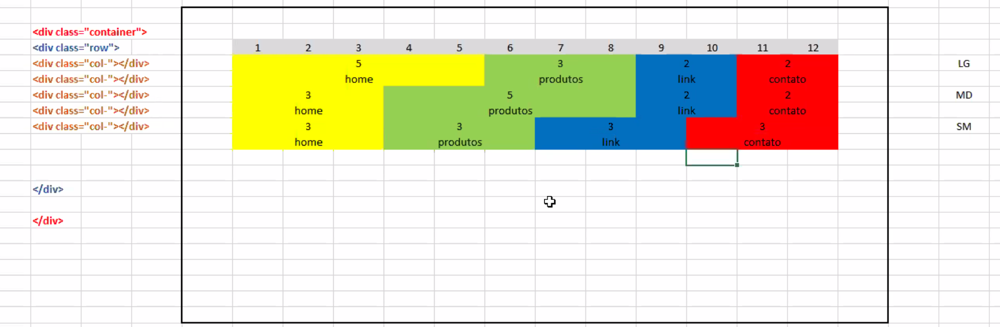 <div class="container">
<div class="row"> 1 2 3 4 5 6 7 8 9 10 11 12
<div class="col-"></div> 5 3 2 2 LG
<div class="col-"></div> home produtos link contato
<div class="col-"></div> 3 5 2 2 MD
<div class="col-"></div> home produtos link contato
<div class="col-"></div> 3 3 3 3 SM
home produtos link contato
</div>
</div>